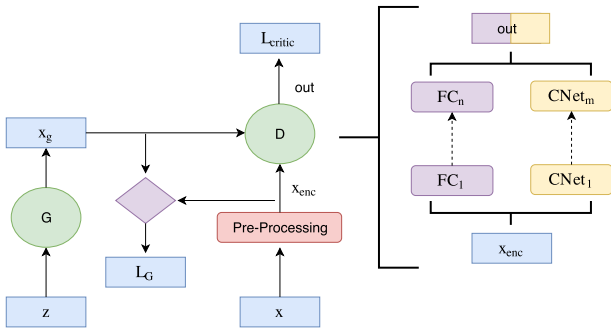 L_critic
out
out
FC_n
CNet_m
x_g
D
x_enc
G
Pre-Processing
FC_1
CNet_1
L_G
x_enc
z
x